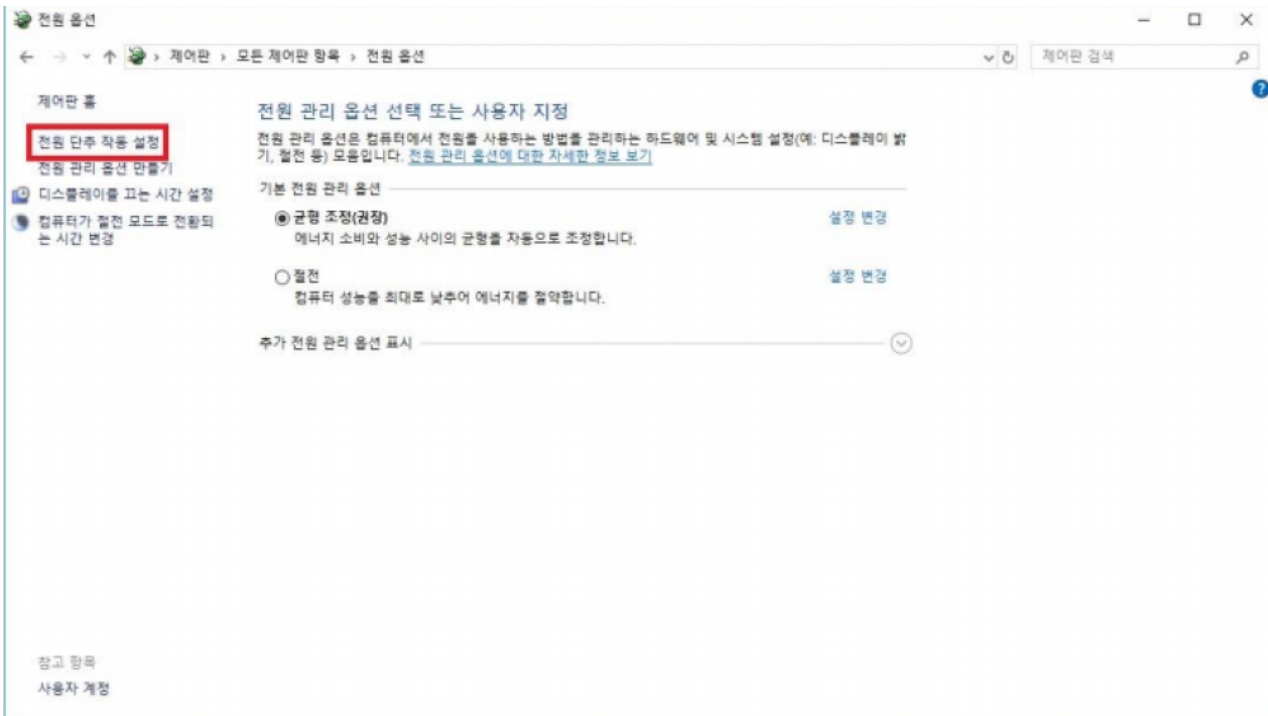 전원 옵션
제어판 › 모든 제어판 항목 › 전원 옵션
제어판 검색
제어판 홈
전원 단추 작동 설정
전원 관리 옵션 만들기
디스플레이를 끄는 시간 설정
컴퓨터가 절전 모드로 전환되
는 시간 변경
전원 관리 옵션 선택 또는 사용자 지정
전원 관리 옵션은 컴퓨터에서 전원을 사용하는 방법을 관리하는 하드웨어 및 시스템 설정(예: 디스플레이 밝
기, 절전 등) 모음입니다. 전원 관리 옵션에 대한 자세한 정보 보기
기본 전원 관리 옵션
균형 조정(권장)
설정 변경
에너지 소비와 성능 사이의 균형을 자동으로 조정합니다.
절전
설정 변경
컴퓨터 성능을 최대로 낮추어 에너지를 절약합니다.
추가 전원 관리 옵션 표시
참고 항목
사용자 계정